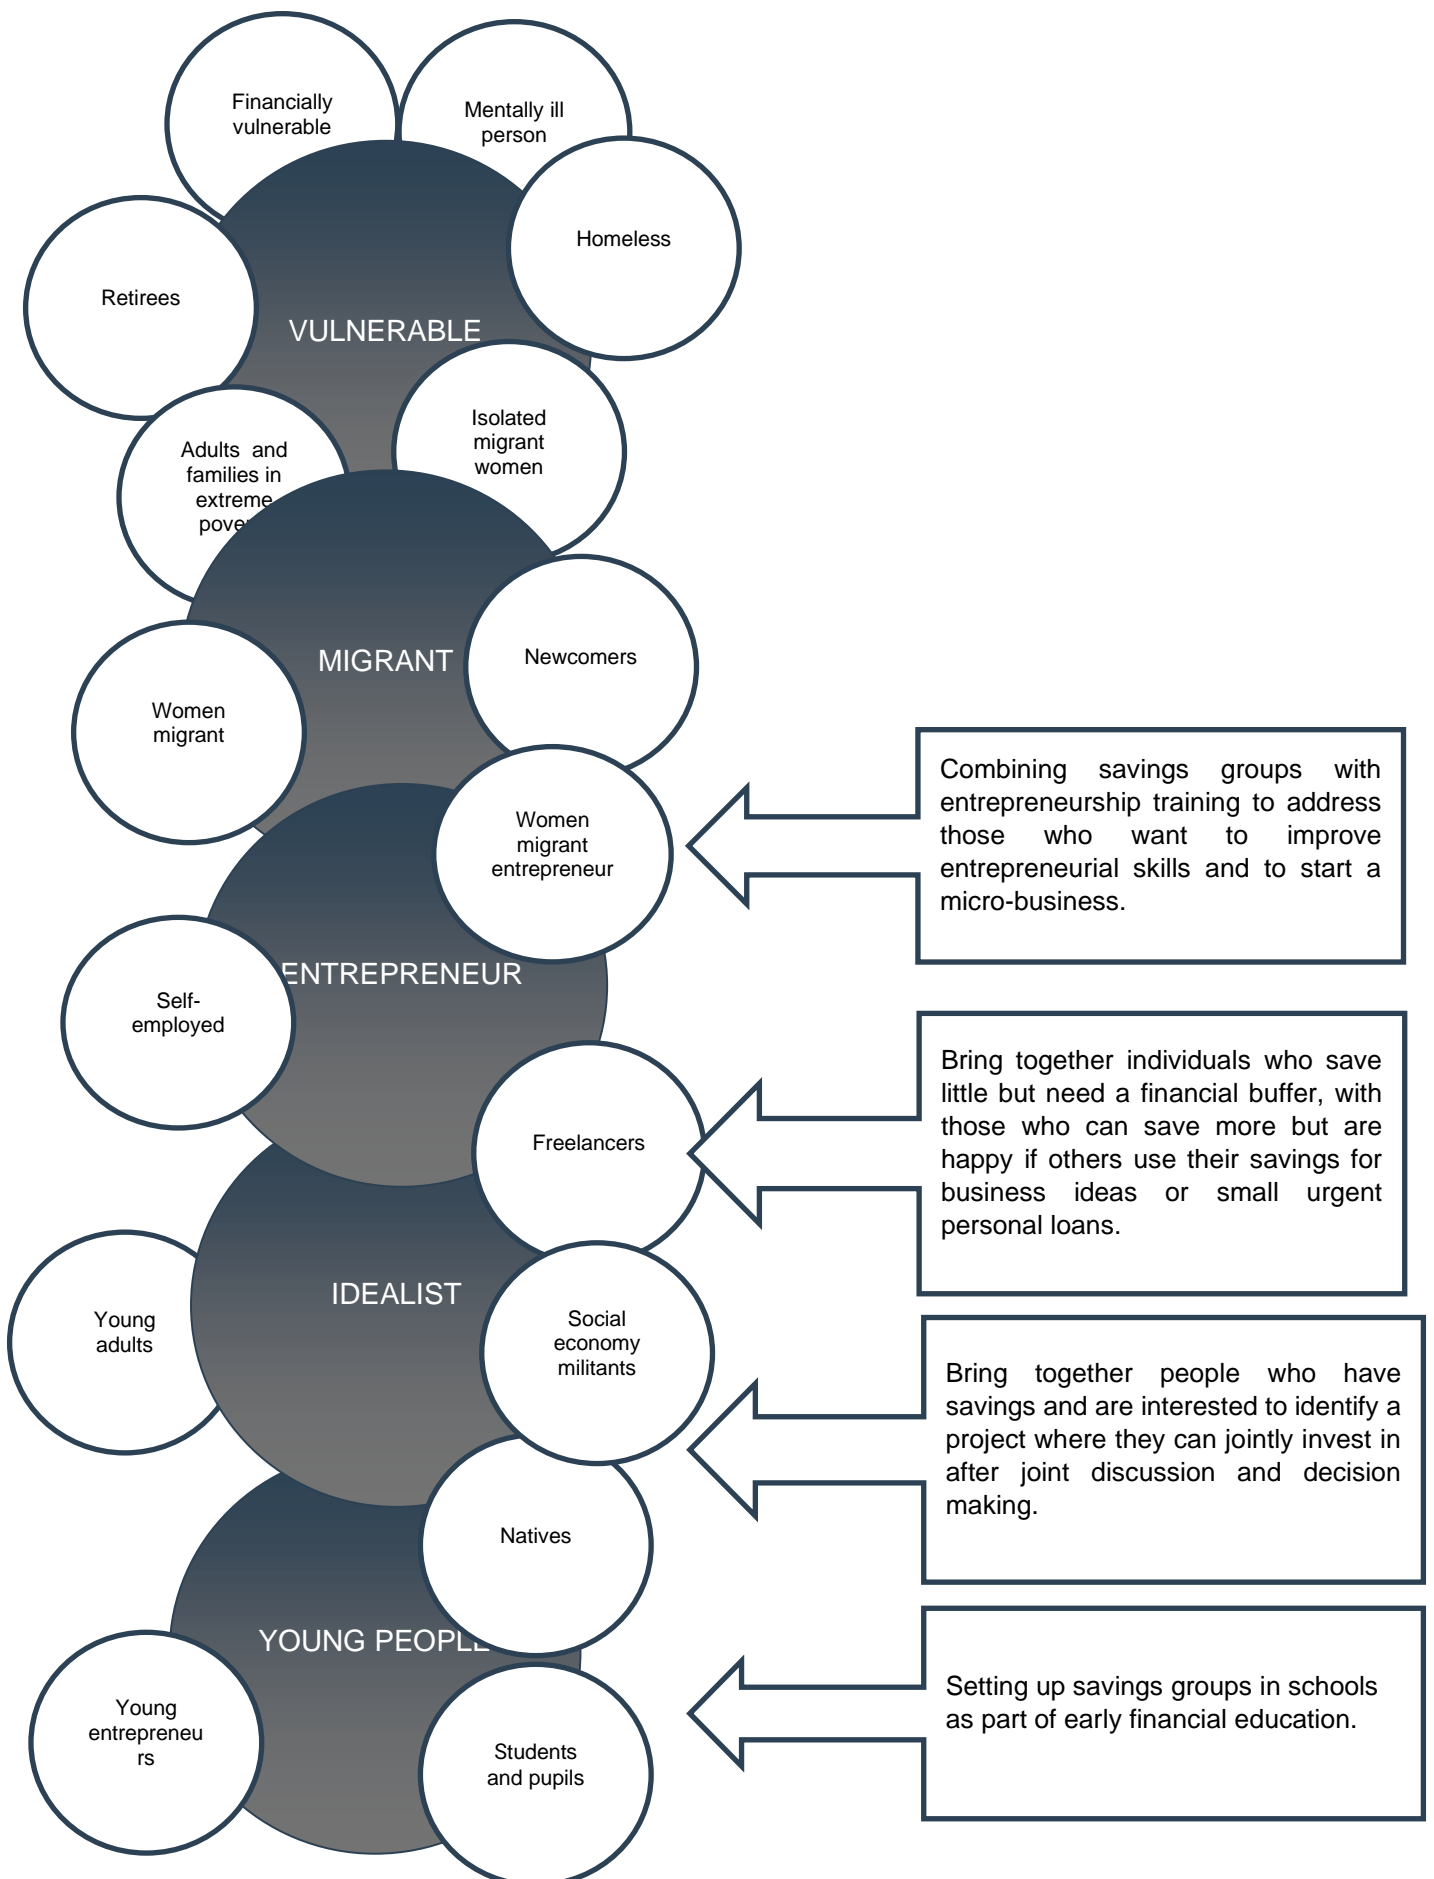 Financially
vulnerable
Mentally ill
person
Homeless
Retirees
VULNERABLE
Isolated
migrant
women
Adults and
families in
extreme
Newcomers
MIGRANT
Women
migrant
Women
migrant
entrepreneur
Combining savings groups with
entrepreneurship training to address
those who want to improve
entrepreneurial skills and to start a
micro-business.
ENTREPRENEUR
Self-
employed
Freelancers
Bring together individuals who save
little but need a financial buffer, with
those who can save more but are
happy if others use their savings for
business ideas or small urgent
personal loans.
IDEALIST
Young
adults
Social
economy
militants
Bring together people who have
savings and are interested to identify a
project where they can jointly invest in
after joint discussion and decision
making.
Natives
YOUNG PEOPLE
Young
entrepreneu
rs
Students
and pupils
Setting up savings groups in schools
as part of early financial education.